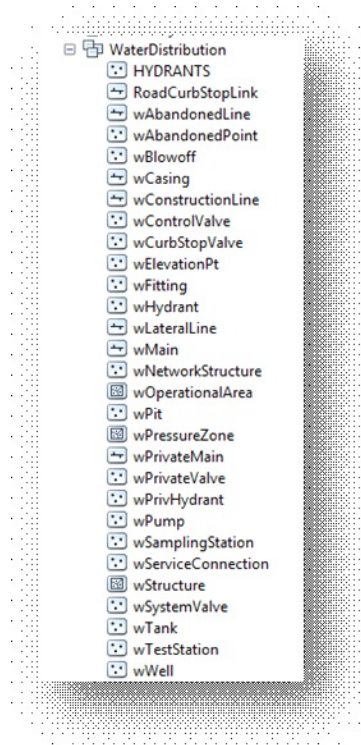 WaterDistribution
HYDRANTS
RoadCurbStopLink
wAbandonedLine
wAbandonedPoint
wBlowoff
wCasing
wConstructionLine
wControlValve
wCurbStopValve
wElevationPt
wFitting
wHydrant
wLateralLine
wMain
wNetworkStructure
wOperationalArea
wPit
wPressureZone
wPrivateMain
wPrivateValve
wPrivHydrant
wPump
wSamplingStation
wServiceConnection
wStructure
wSystemValve
wTank
wTestStation
wWell